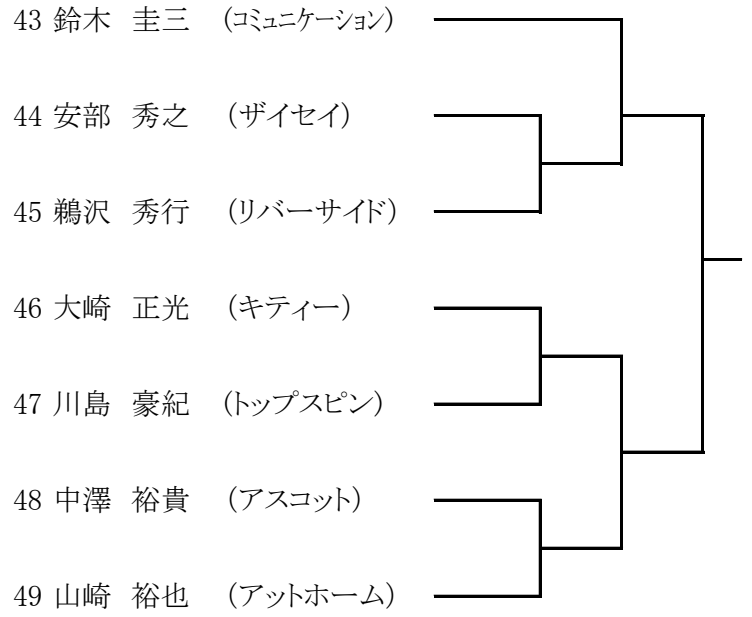 43 鈴木 圭三 (コミュニケーション)
44 安部 秀之 (ザイセイ)
45 鵜沢 秀行 (リバーサイド)
46 大崎 正光 (キティー)
47 川島 豪紀 (トップスピン)
48 中澤 裕貴 (アスコット)
49 山崎 裕也 (アットホーム)